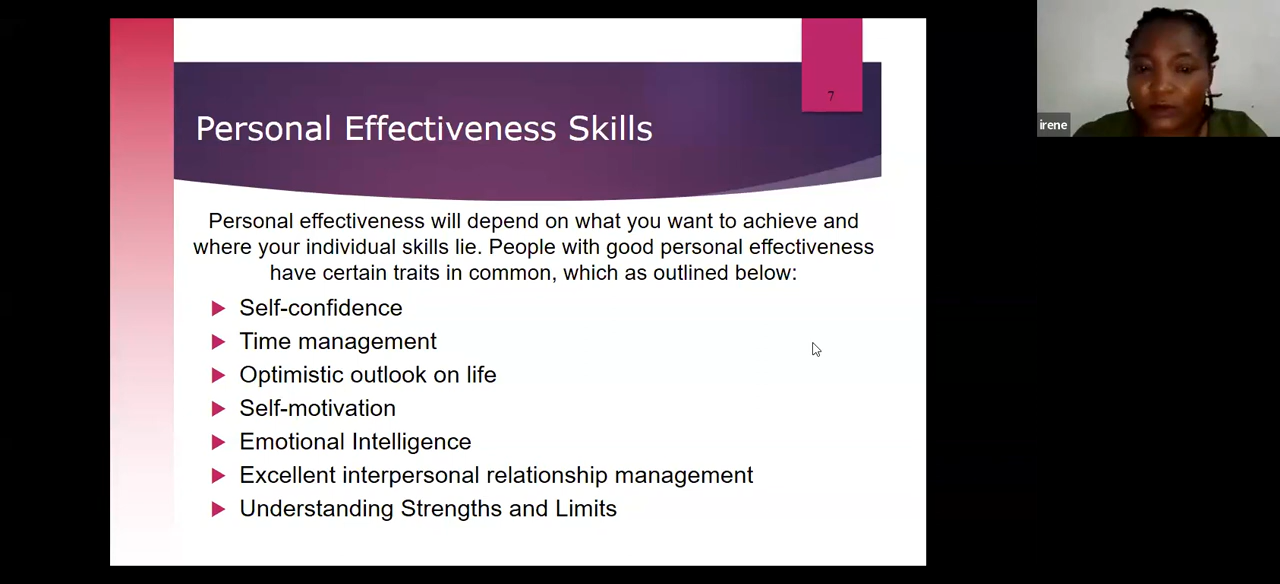 7
Personal Effectiveness Skills
Personal effectiveness will depend on what you want to achieve and
where your individual skills lie. People with good personal effectiveness
have certain traits in common, which as outlined below:
Self-confidence
Time management
Optimistic outlook on life
Self-motivation
Emotional Intelligence
Excellent interpersonal relationship management
Understanding Strengths and Limits
irene